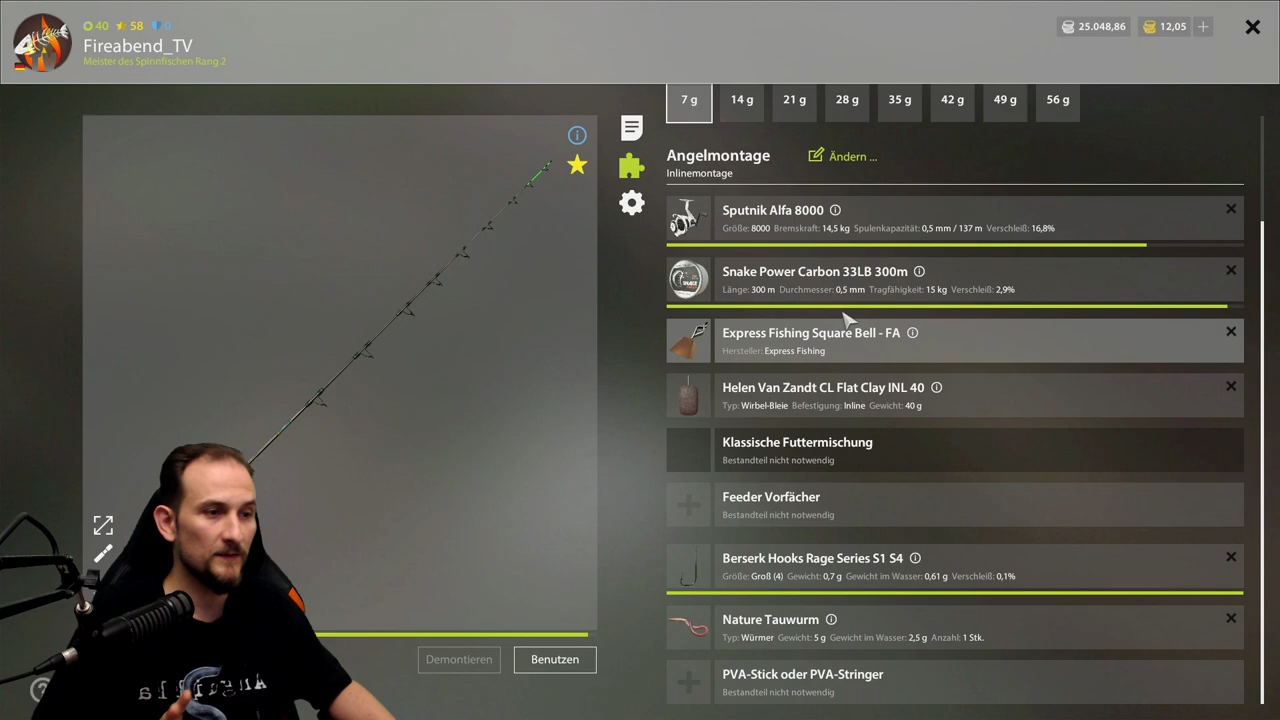 40 58 0
Fireabend_TV
Meister des Spinnfischen Rang 2
25.048,86 12,05
7 g 14 g 21 g 28 g 35 g 42 g 49 g 56 g
Angelmontage Ändern ...
Inlinemontage
Sputnik Alfa 8000
Größe: 8000 Bremskraft: 14,5 kg Spulenkapazität: 0,5 mm / 137 m Verschleiß: 16,8%
Snake Power Carbon 33LB 300m
Länge: 300 m Durchmesser: 0,5 mm Tragfähigkeit: 15 kg Verschleiß: 2,9%
Express Fishing Square Bell - FA
Hersteller: Express Fishing
Helen Van Zandt CL Flat Clay INL 40
Typ: Wirbel-Bleie Befestigung: Inline Gewicht: 40 g
Klassische Futtermischung
Bestandteil nicht notwendig
Feeder Vorfächer
Bestandteil nicht notwendig
Berserk Hooks Rage Series S1 S4
Größe: Groß (4) Gewicht: 0,7 g Gewicht im Wasser: 0,61 g Verschleiß: 0,1%
Nature Tauwurm
Typ: Würmer Gewicht: 5 g Gewicht im Wasser: 2,5 g Anzahl: 1 Stk.
PVA-Stick oder PVA-Stringer
Bestandteil nicht notwendig
Demontieren Benutzen